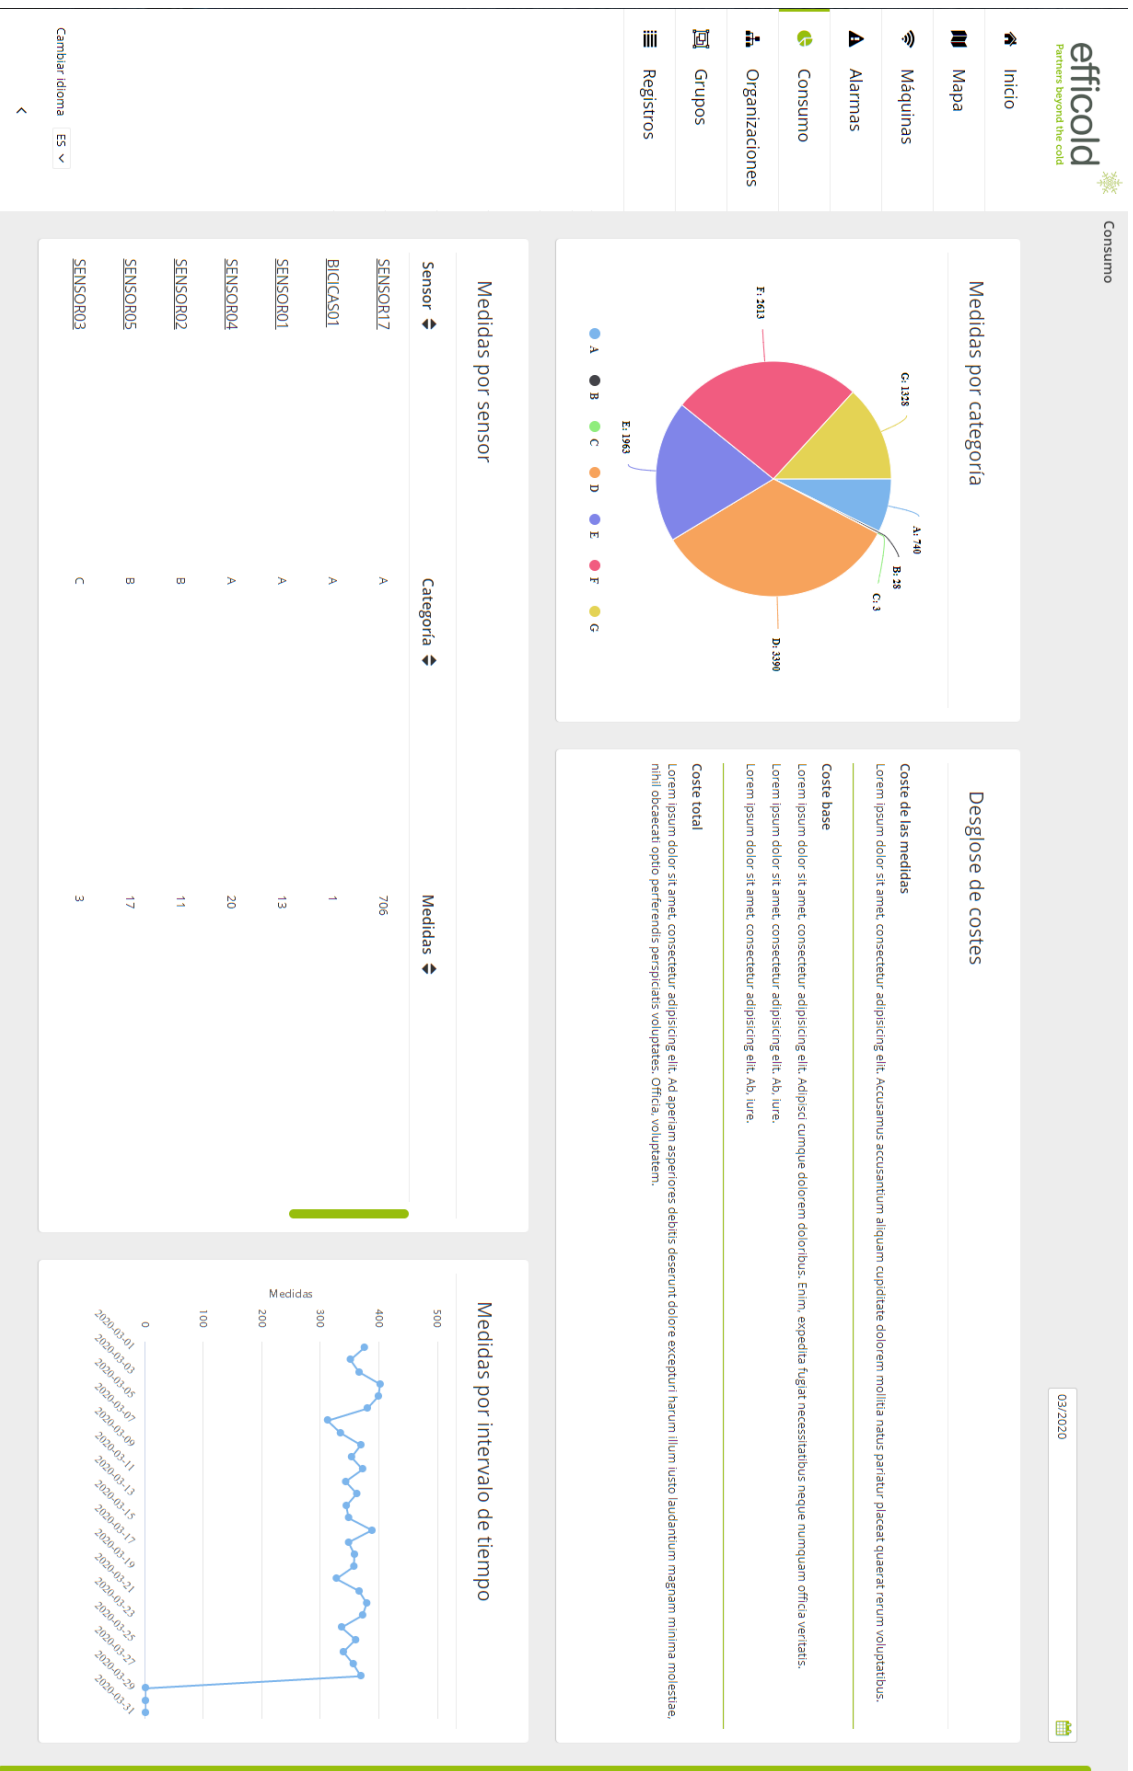 efficold
Partners beyond the cold
Inicio
Mapa
Máquinas
Alarmas
Consumo
Organizaciones
Grupos
Registros
Cambiar idioma
ES
Consumo
03/2020
Medidas por categoría
A: 740
B: 28
C: 3
D: 3390
E: 1963
F: 2613
G: 1328
A B C D E F G
Desglose de costes
Coste de las medidas
Lorem ipsum dolor sit amet, consectetur adipisicing elit. Accusamus accusantium aliquam cupiditate dolorem mollitia natus pariatur placeat quaerat rerum voluptatibus.
Coste base
Lorem ipsum dolor sit amet, consectetur adipisicing elit. Adipisci cumque dolorem doloribus. Enim, expedita fugiat necessitatibus neque numquam officia veritatis.
Lorem ipsum dolor sit amet, consectetur adipisicing elit. Ab, iure.
Lorem ipsum dolor sit amet, consectetur adipisicing elit. Ab, iure.
Coste total
Lorem ipsum dolor sit amet, consectetur adipisicing elit. Ad aperiam asperiores debitis deserunt dolore excepturi harum illum iusto laudantium magnam minima molestiae,
nihil obcaecati optio perferendis perspiciatis voluptates. Officia, voluptatem.
Medidas por sensor
Sensor Categoría Medidas
SENSOR17 A 706
BICICAS01 A 1
SENSOR01 A 13
SENSOR04 A 20
SENSOR02 B 11
SENSOR05 B 17
SENSOR03 C 3
Medidas por intervalo de tiempo
Medidas
500
400
300
200
100
0
2020-03-01
2020-03-03
2020-03-05
2020-03-07
2020-03-09
2020-03-11
2020-03-13
2020-03-15
2020-03-17
2020-03-19
2020-03-21
2020-03-23
2020-03-25
2020-03-27
2020-03-29
2020-03-31